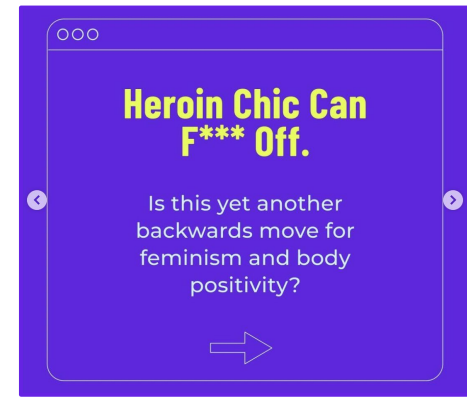 Heroin Chic Can
F*** Off.
Is this yet another
backwards move for
feminism and body
positivity?